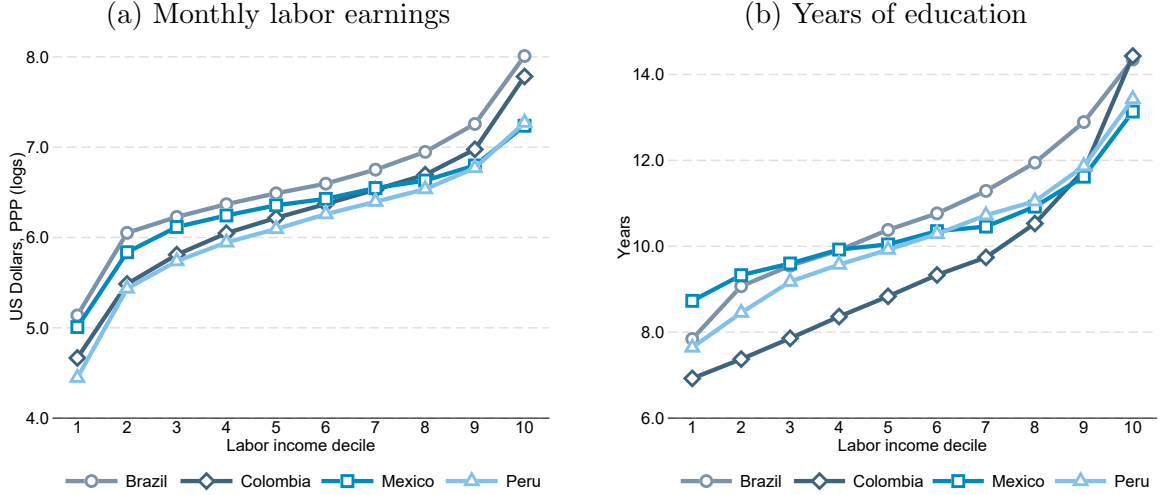 (a) Monthly labor earnings
US Dollars, PPP (logs)
8.0
7.0
6.0
5.0
4.0
1 2 3 4 5 6 7 8 9 10
Labor income decile
Brazil Colombia Mexico Peru
(b) Years of education
Years
14.0
12.0
10.0
8.0
6.0
1 2 3 4 5 6 7 8 9 10
Labor income decile
Brazil Colombia Mexico Peru